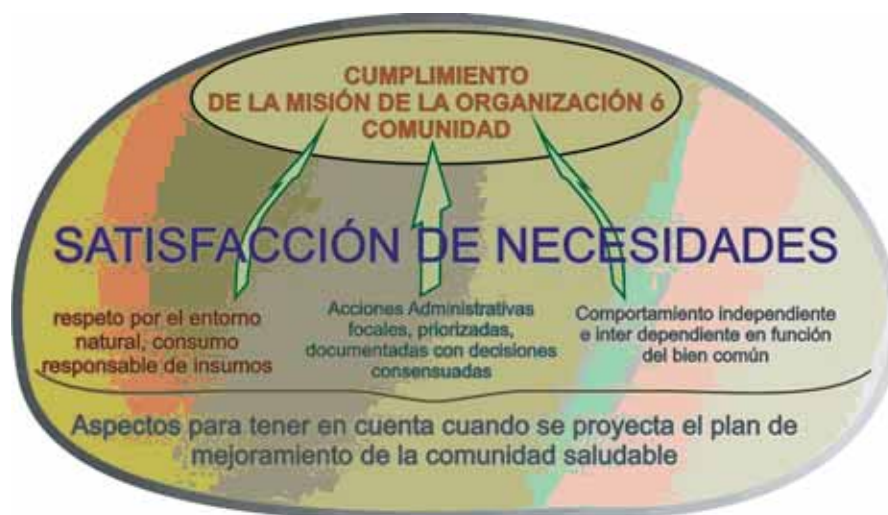 CUMPLIMIENTO
DE LA MISIÓN DE LA ORGANIZACIÓN ó
COMUNIDAD
SATISFACCIÓN DE NECESIDADES
respeto por el entorno
natural, consumo
responsable de insumos
Acciones Administrativas
focales, priorizadas,
documentadas con decisiones
consensuadas
Comportamiento independiente
e inter dependiente en función
del bien común
Aspectos para tener en cuenta cuando se proyecta el plan de
mejoramiento de la comunidad saludable